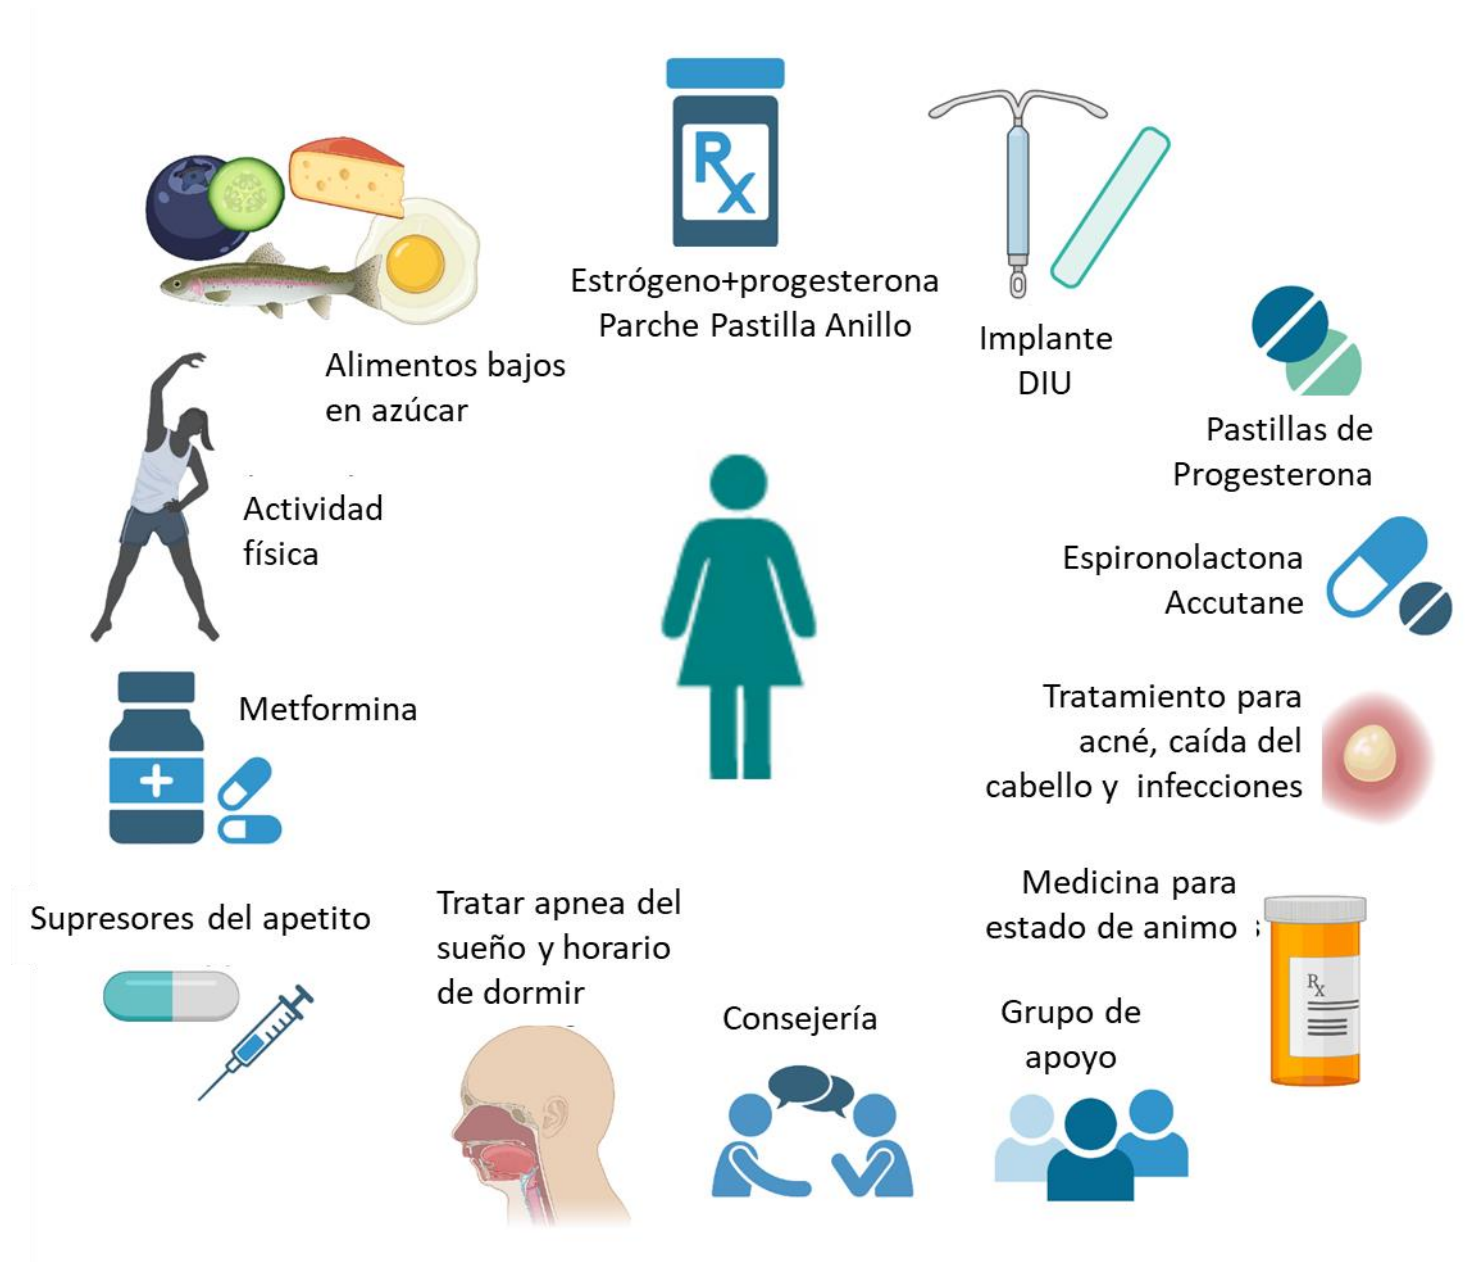 Rx
Estrógeno+progesterona
Parche Pastilla Anillo
Implante
DIU
Pastillas de
Progesterona
Espironolactona
Accutane
Tratamiento para
acné, caída del
cabello y infecciones
Medicina para
estado de animo
Rx
Grupo de
apoyo
Consejería
Tratar apnea del
sueño y horario
de dormir
Supresores del apetito
Metformina
Actividad
física
Alimentos bajos
en azúcar